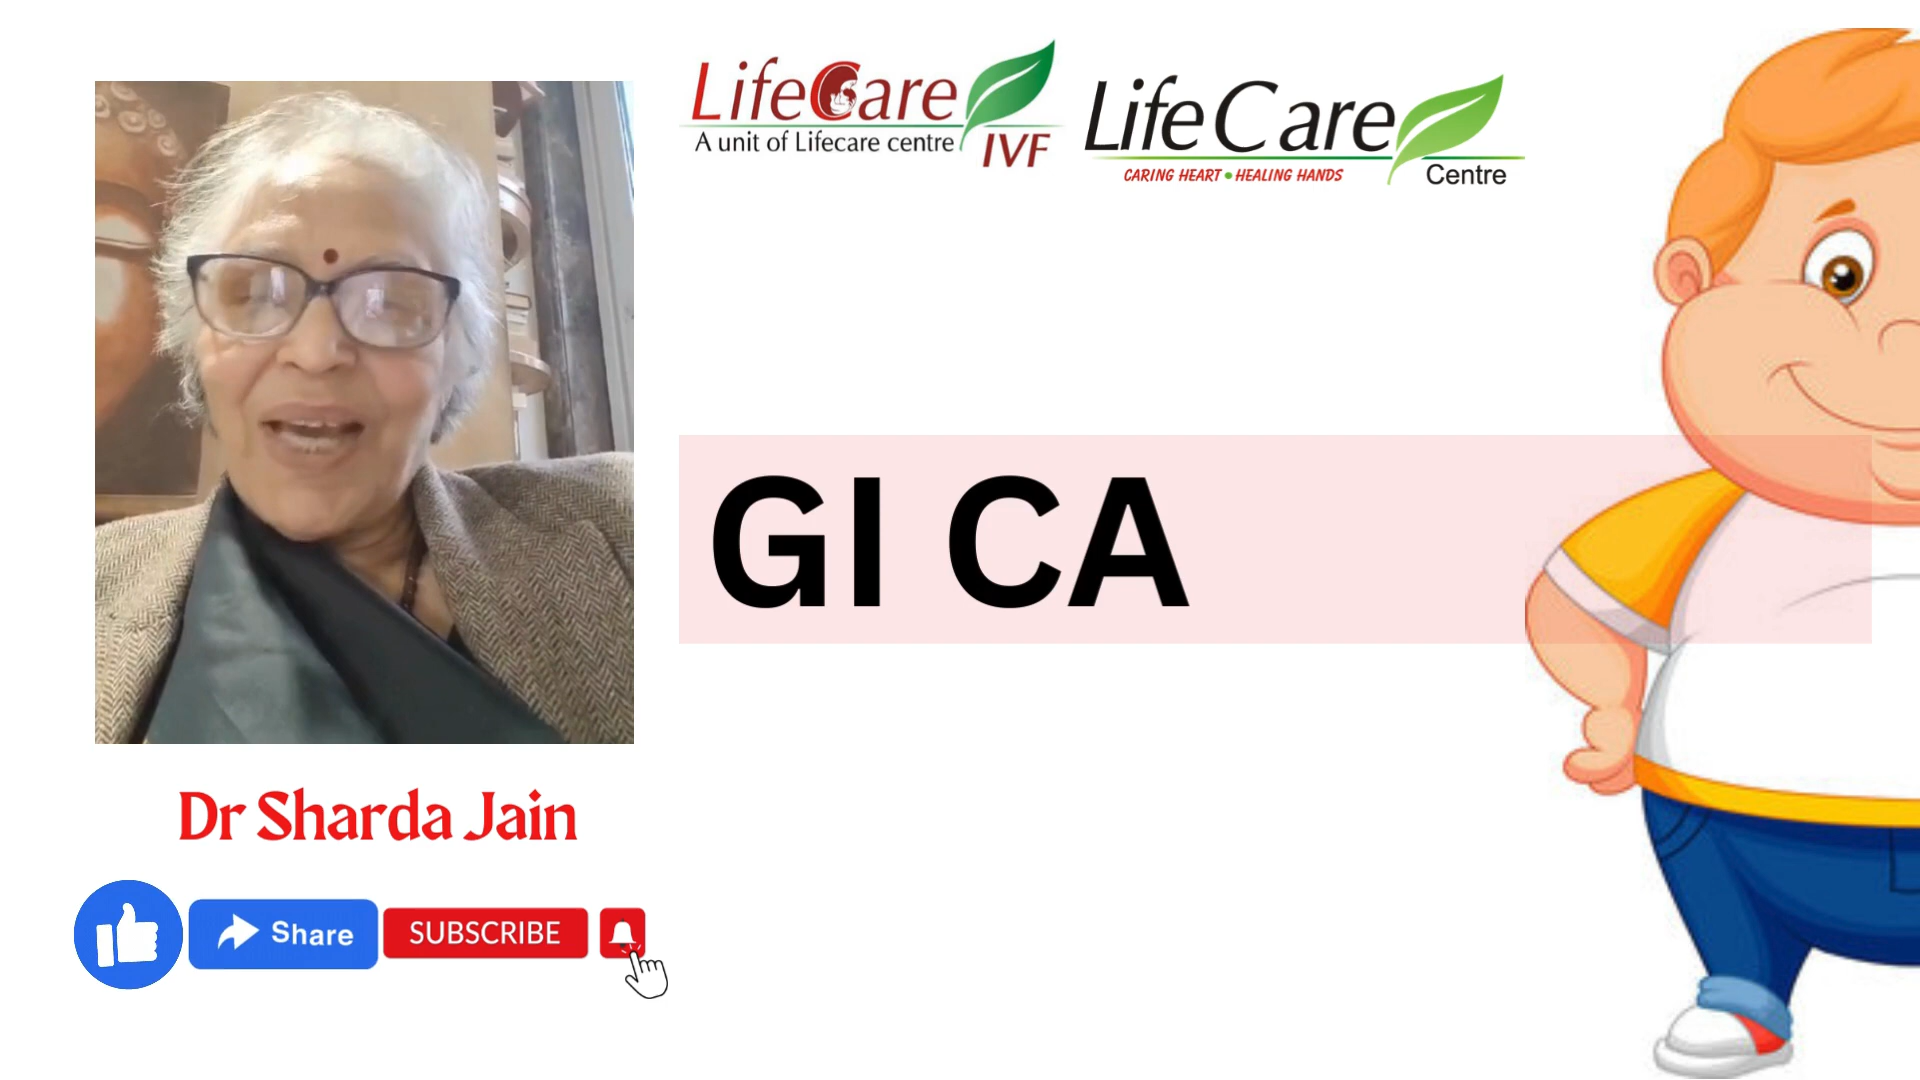 LifeCare
A unit of Lifecare centre
IVF
LifeCare
CARING HEART • HEALING HANDS
Centre
GI CA
Dr Sharda Jain
Share
SUBSCRIBE